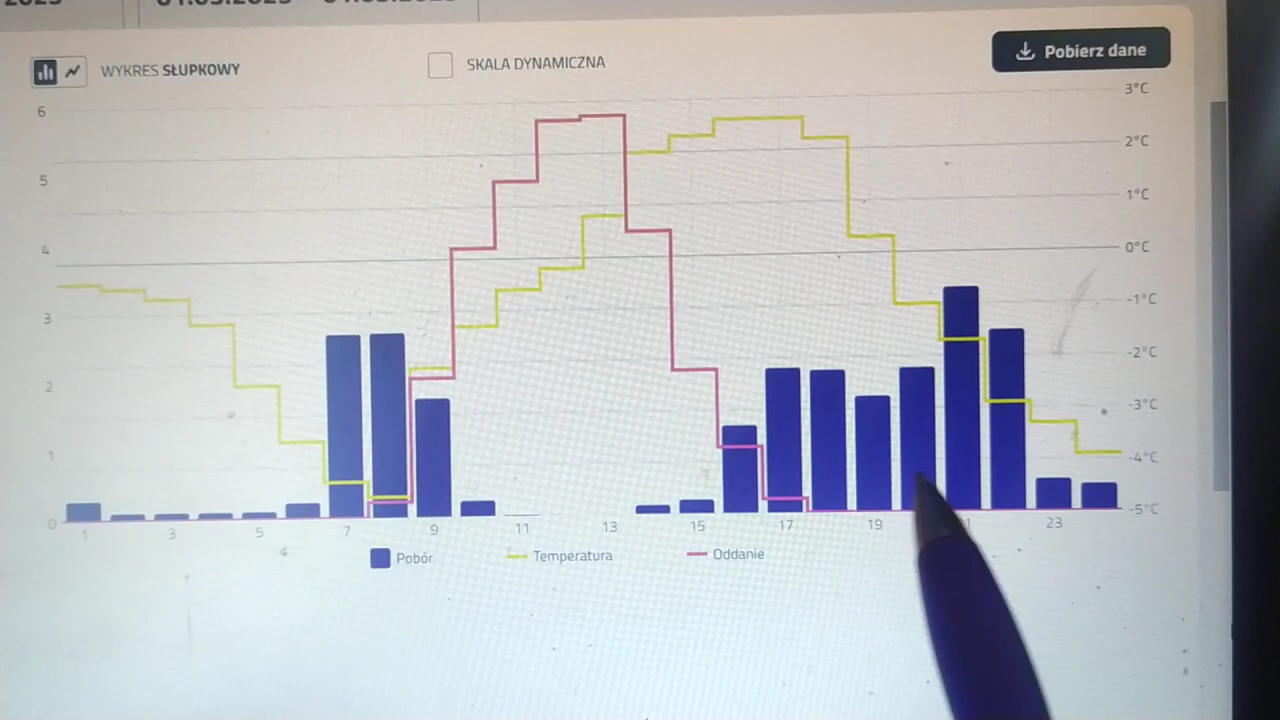 WYKRES SŁUPKOWY
SKALA DYNAMICZNA
Pobierz dane
6
5
4
3
2
1
0
3°C
2°C
1°C
0°C
-1°C
-2°C
-3°C
-4°C
-5°C
1 3 5 7 9 11 13 15 17 19 23
4
Pobór Temperatura Oddanie